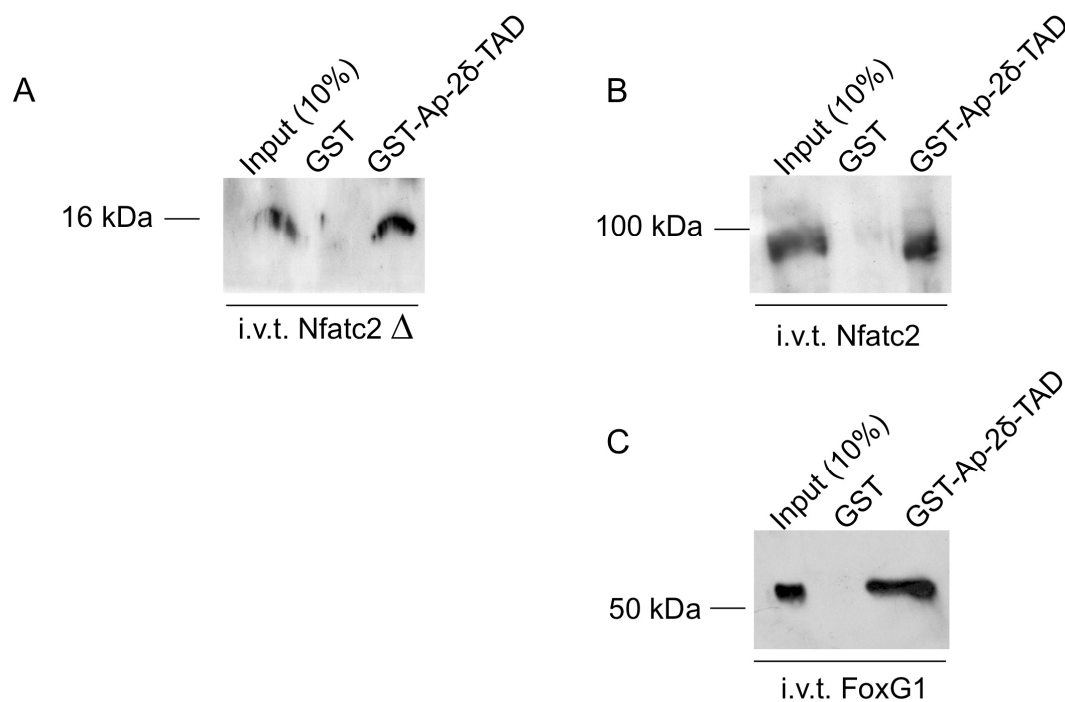 A
Input (10%)
GST
GST-Ap-2δ-TAD
16 kDa
i.v.t. Nfatc2 Δ
B
Input (10%)
GST
GST-Ap-2δ-TAD
100 kDa
i.v.t. Nfatc2
C
Input (10%)
GST
GST-Ap-2δ-TAD
50 kDa
i.v.t. FoxG1